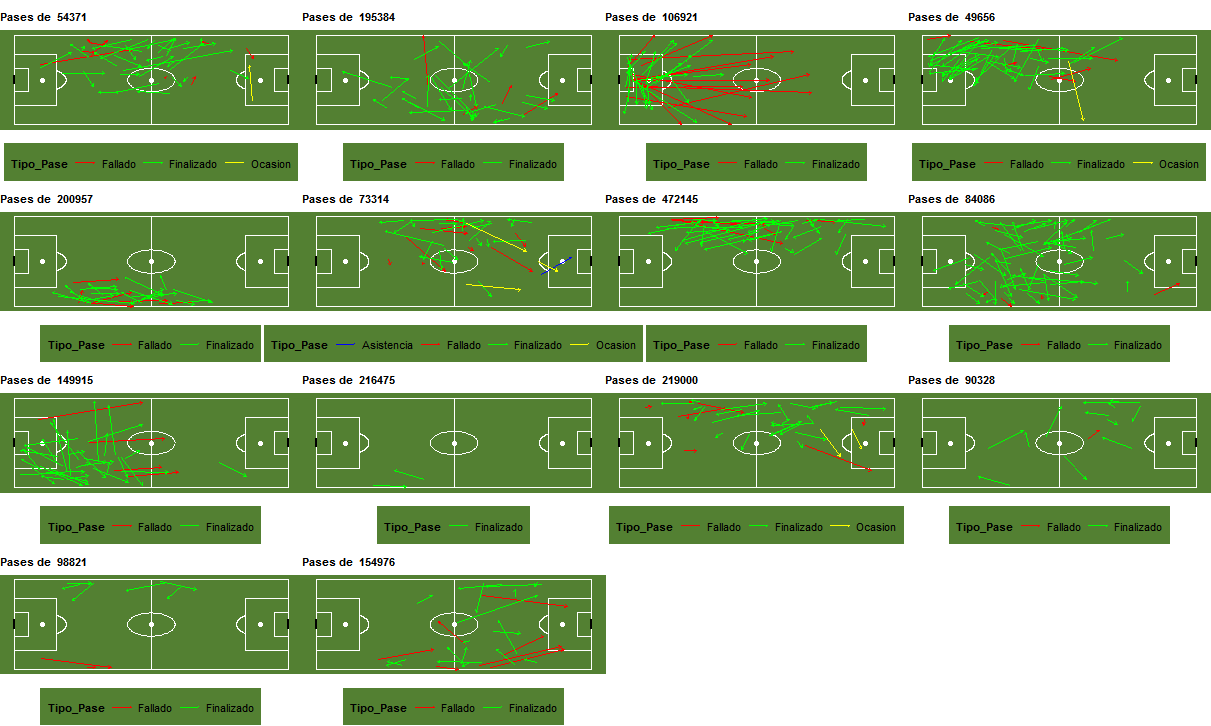 Pases de 54371
Pases de 195384
Pases de 106921
Pases de 49656
Tipo_Pase Fallado Finalizado Ocasion
Tipo_Pase Fallado Finalizado
Tipo_Pase Fallado Finalizado
Tipo_Pase Fallado Finalizado Ocasion
Pases de 200957
Pases de 73314
Pases de 472145
Pases de 84086
Tipo_Pase Fallado Finalizado
Tipo_Pase Asistencia Fallado Finalizado Ocasion
Tipo_Pase Fallado Finalizado
Tipo_Pase Fallado Finalizado
Pases de 149915
Pases de 216475
Pases de 219000
Pases de 90328
Tipo_Pase Fallado Finalizado
Tipo_Pase Finalizado
Tipo_Pase Fallado Finalizado Ocasion
Tipo_Pase Fallado Finalizado
Pases de 98821
Pases de 154976
Tipo_Pase Fallado Finalizado
Tipo_Pase Fallado Finalizado